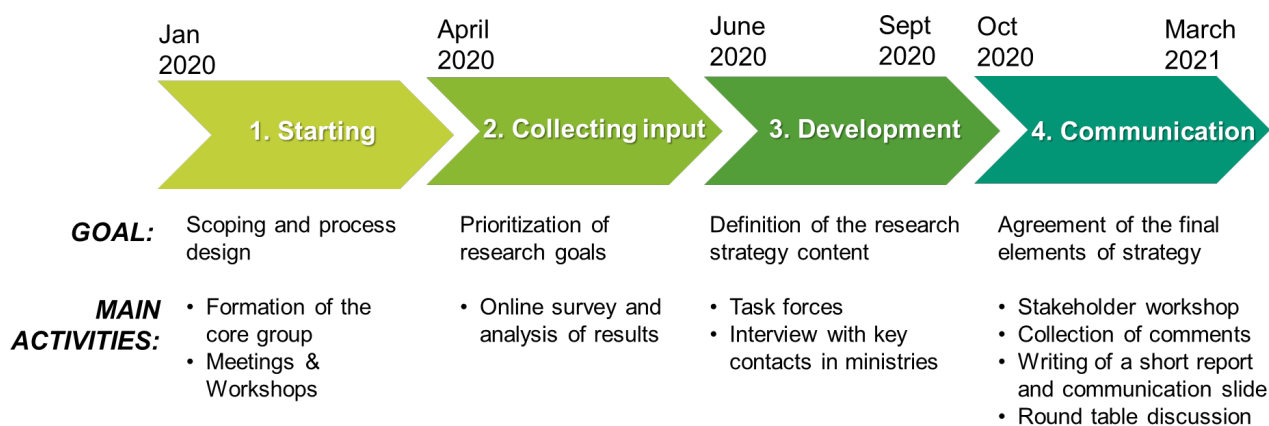 Jan
2020
April
2020
June
2020
Sept
2020
Oct
2020
March
2021
1. Starting
2. Collecting input
3. Development
4. Communication
GOAL:
Scoping and process
design
Prioritization of
research goals
Definition of the research
strategy content
Agreement of the final
elements of strategy
MAIN
ACTIVITIES:
• Formation of the
core group
• Meetings &
Workshops
• Online survey and
analysis of results
• Task forces
• Interview with key
contacts in ministries
• Stakeholder workshop
• Collection of comments
• Writing of a short report
and communication slide
• Round table discussion